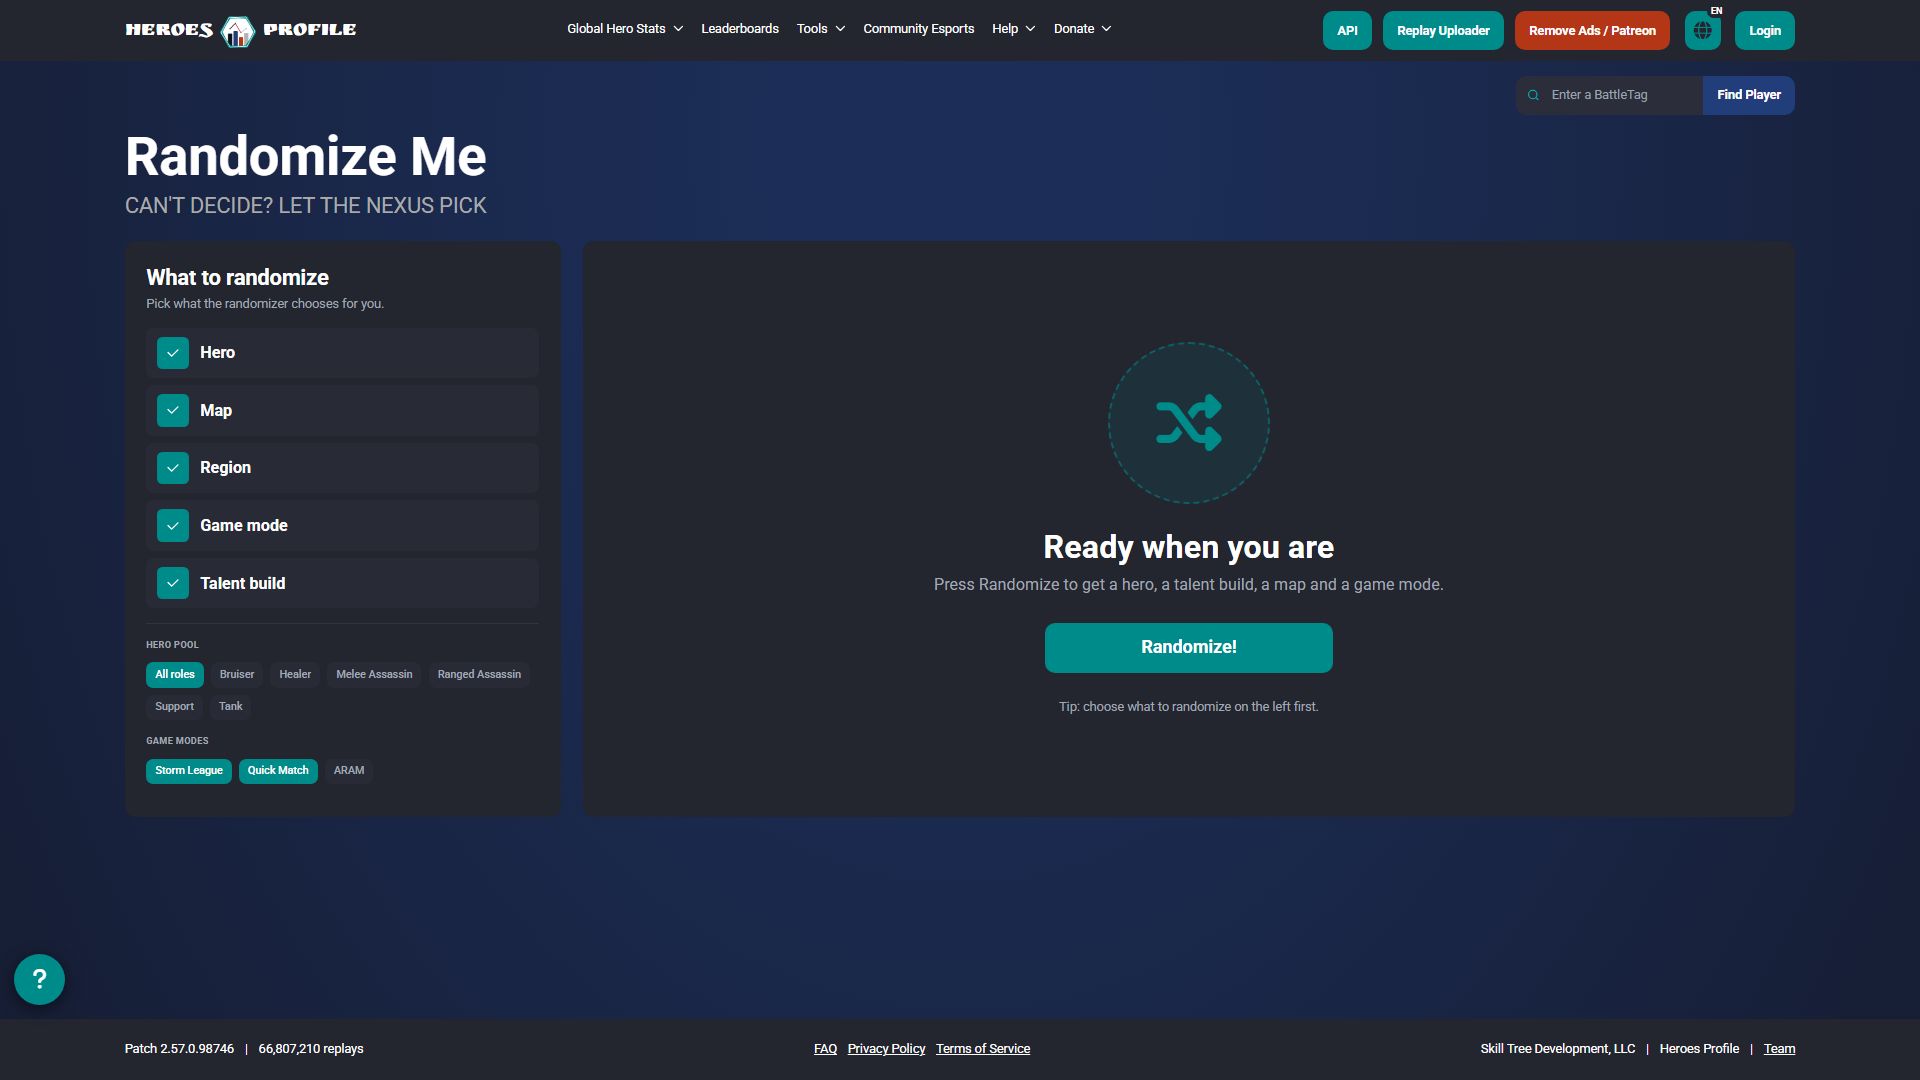 HEROES PROFILE
Global Hero Stats Leaderboards Tools Community Esports Help Donate
API Replay Uploader Remove Ads / Patreon EN Login
Enter a BattleTag Find Player
Randomize Me
CAN'T DECIDE? LET THE NEXUS PICK
What to randomize
Pick what the randomizer chooses for you.
Hero
Map
Region
Game mode
Talent build
HERO POOL
All roles Bruiser Healer Melee Assassin Ranged Assassin
Support Tank
GAME MODES
Storm League Quick Match ARAM
Ready when you are
Press Randomize to get a hero, a talent build, a map and a game mode.
Randomize!
Tip: choose what to randomize on the left first.
?
Patch 2.57.0.98746 | 66,807,210 replays
FAQ Privacy Policy Terms of Service
Skill Tree Development, LLC | Heroes Profile | Team